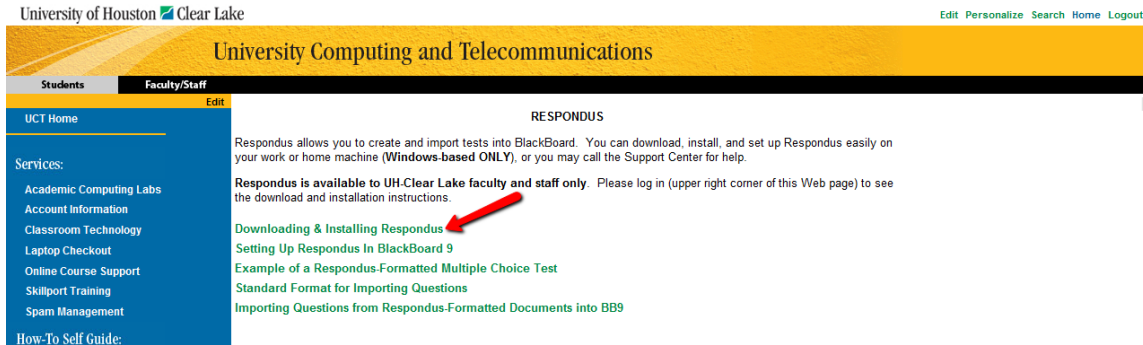 University of Houston Clear Lake
Edit Personalize Search Home Logout
University Computing and Telecommunications
Students Faculty/Staff
Edit
UCT Home
Services:
Academic Computing Labs
Account Information
Classroom Technology
Laptop Checkout
Online Course Support
Skillport Training
Spam Management
How-To Self Guide:
RESPONDUS
Respondus allows you to create and import tests into BlackBoard. You can download, install, and set up Respondus easily on
your work or home machine (Windows-based ONLY), or you may call the Support Center for help.
Respondus is available to UH-Clear Lake faculty and staff only. Please log in (upper right corner of this Web page) to see
the download and installation instructions.
Downloading & Installing Respondus
Setting Up Respondus In BlackBoard 9
Example of a Respondus-Formatted Multiple Choice Test
Standard Format for Importing Questions
Importing Questions from Respondus-Formatted Documents into BB9